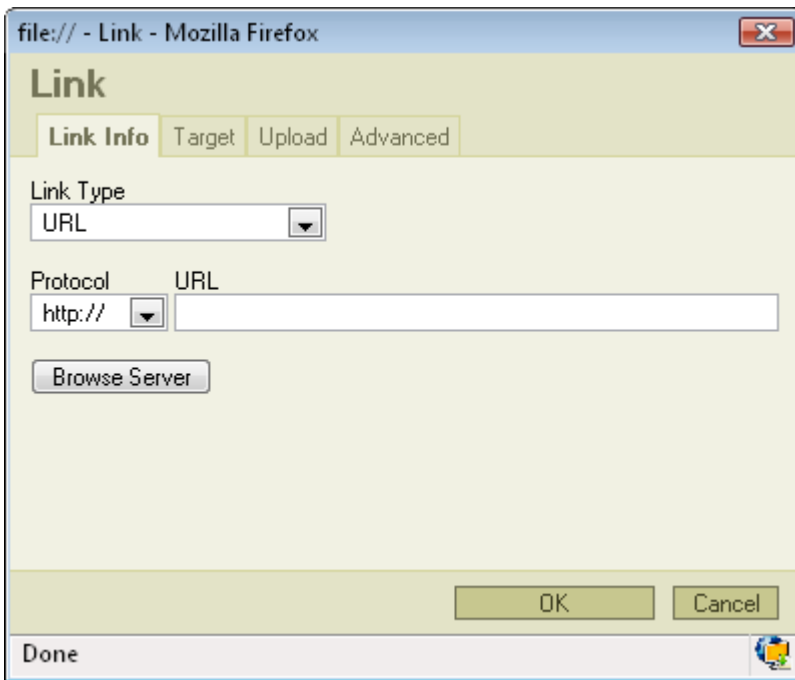 file:// - Link - Mozilla Firefox
Link
Link Info Target Upload Advanced
Link Type
URL
Protocol URL
http://
Browse Server
OK Cancel
Done